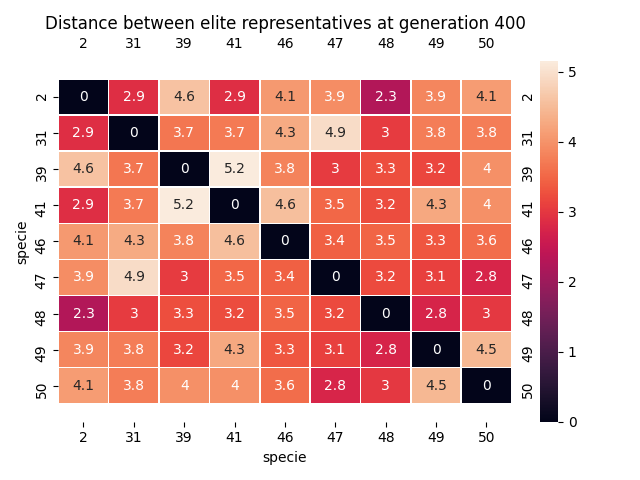 Distance between elite representatives at generation 400
2 31 39 41 46 47 48 49 50
2 0 2.9 4.6 2.9 4.1 3.9 2.3 3.9 4.1 2
31 2.9 0 3.7 3.7 4.3 4.9 3 3.8 3.8 31
39 4.6 3.7 0 5.2 3.8 3 3.3 3.2 4 39
41 2.9 3.7 5.2 0 4.6 3.5 3.2 4.3 4 41
46 4.1 4.3 3.8 4.6 0 3.4 3.5 3.3 3.6 46
47 3.9 4.9 3 3.5 3.4 0 3.2 3.1 2.8 47
48 2.3 3 3.3 3.2 3.5 3.2 0 2.8 3 48
49 3.9 3.8 3.2 4.3 3.3 3.1 2.8 0 4.5 49
50 4.1 3.8 4 4 3.6 2.8 3 4.5 0 50
2 31 39 41 46 47 48 49 50
specie
specie
5
4
3
2
1
0